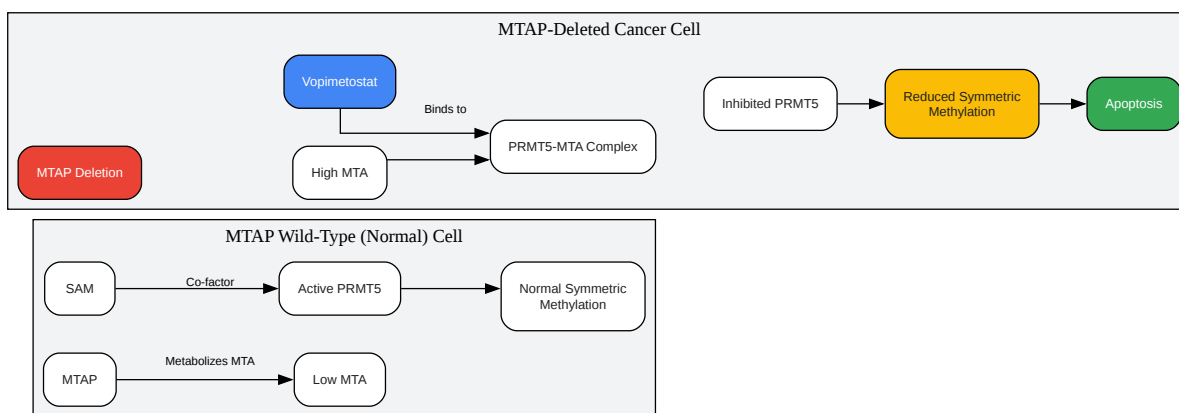 MTAP-Deleted Cancer Cell
Vopimetostat
Binds to
Inhibited PRMT5
Reduced Symmetric
Methylation
Apoptosis
PRMT5-MTA Complex
MTAP Deletion
High MTA
MTAP Wild-Type (Normal) Cell
SAM
Co-factor
Active PRMT5
Normal Symmetric
Methylation
MTAP
Metabolizes MTA
Low MTA